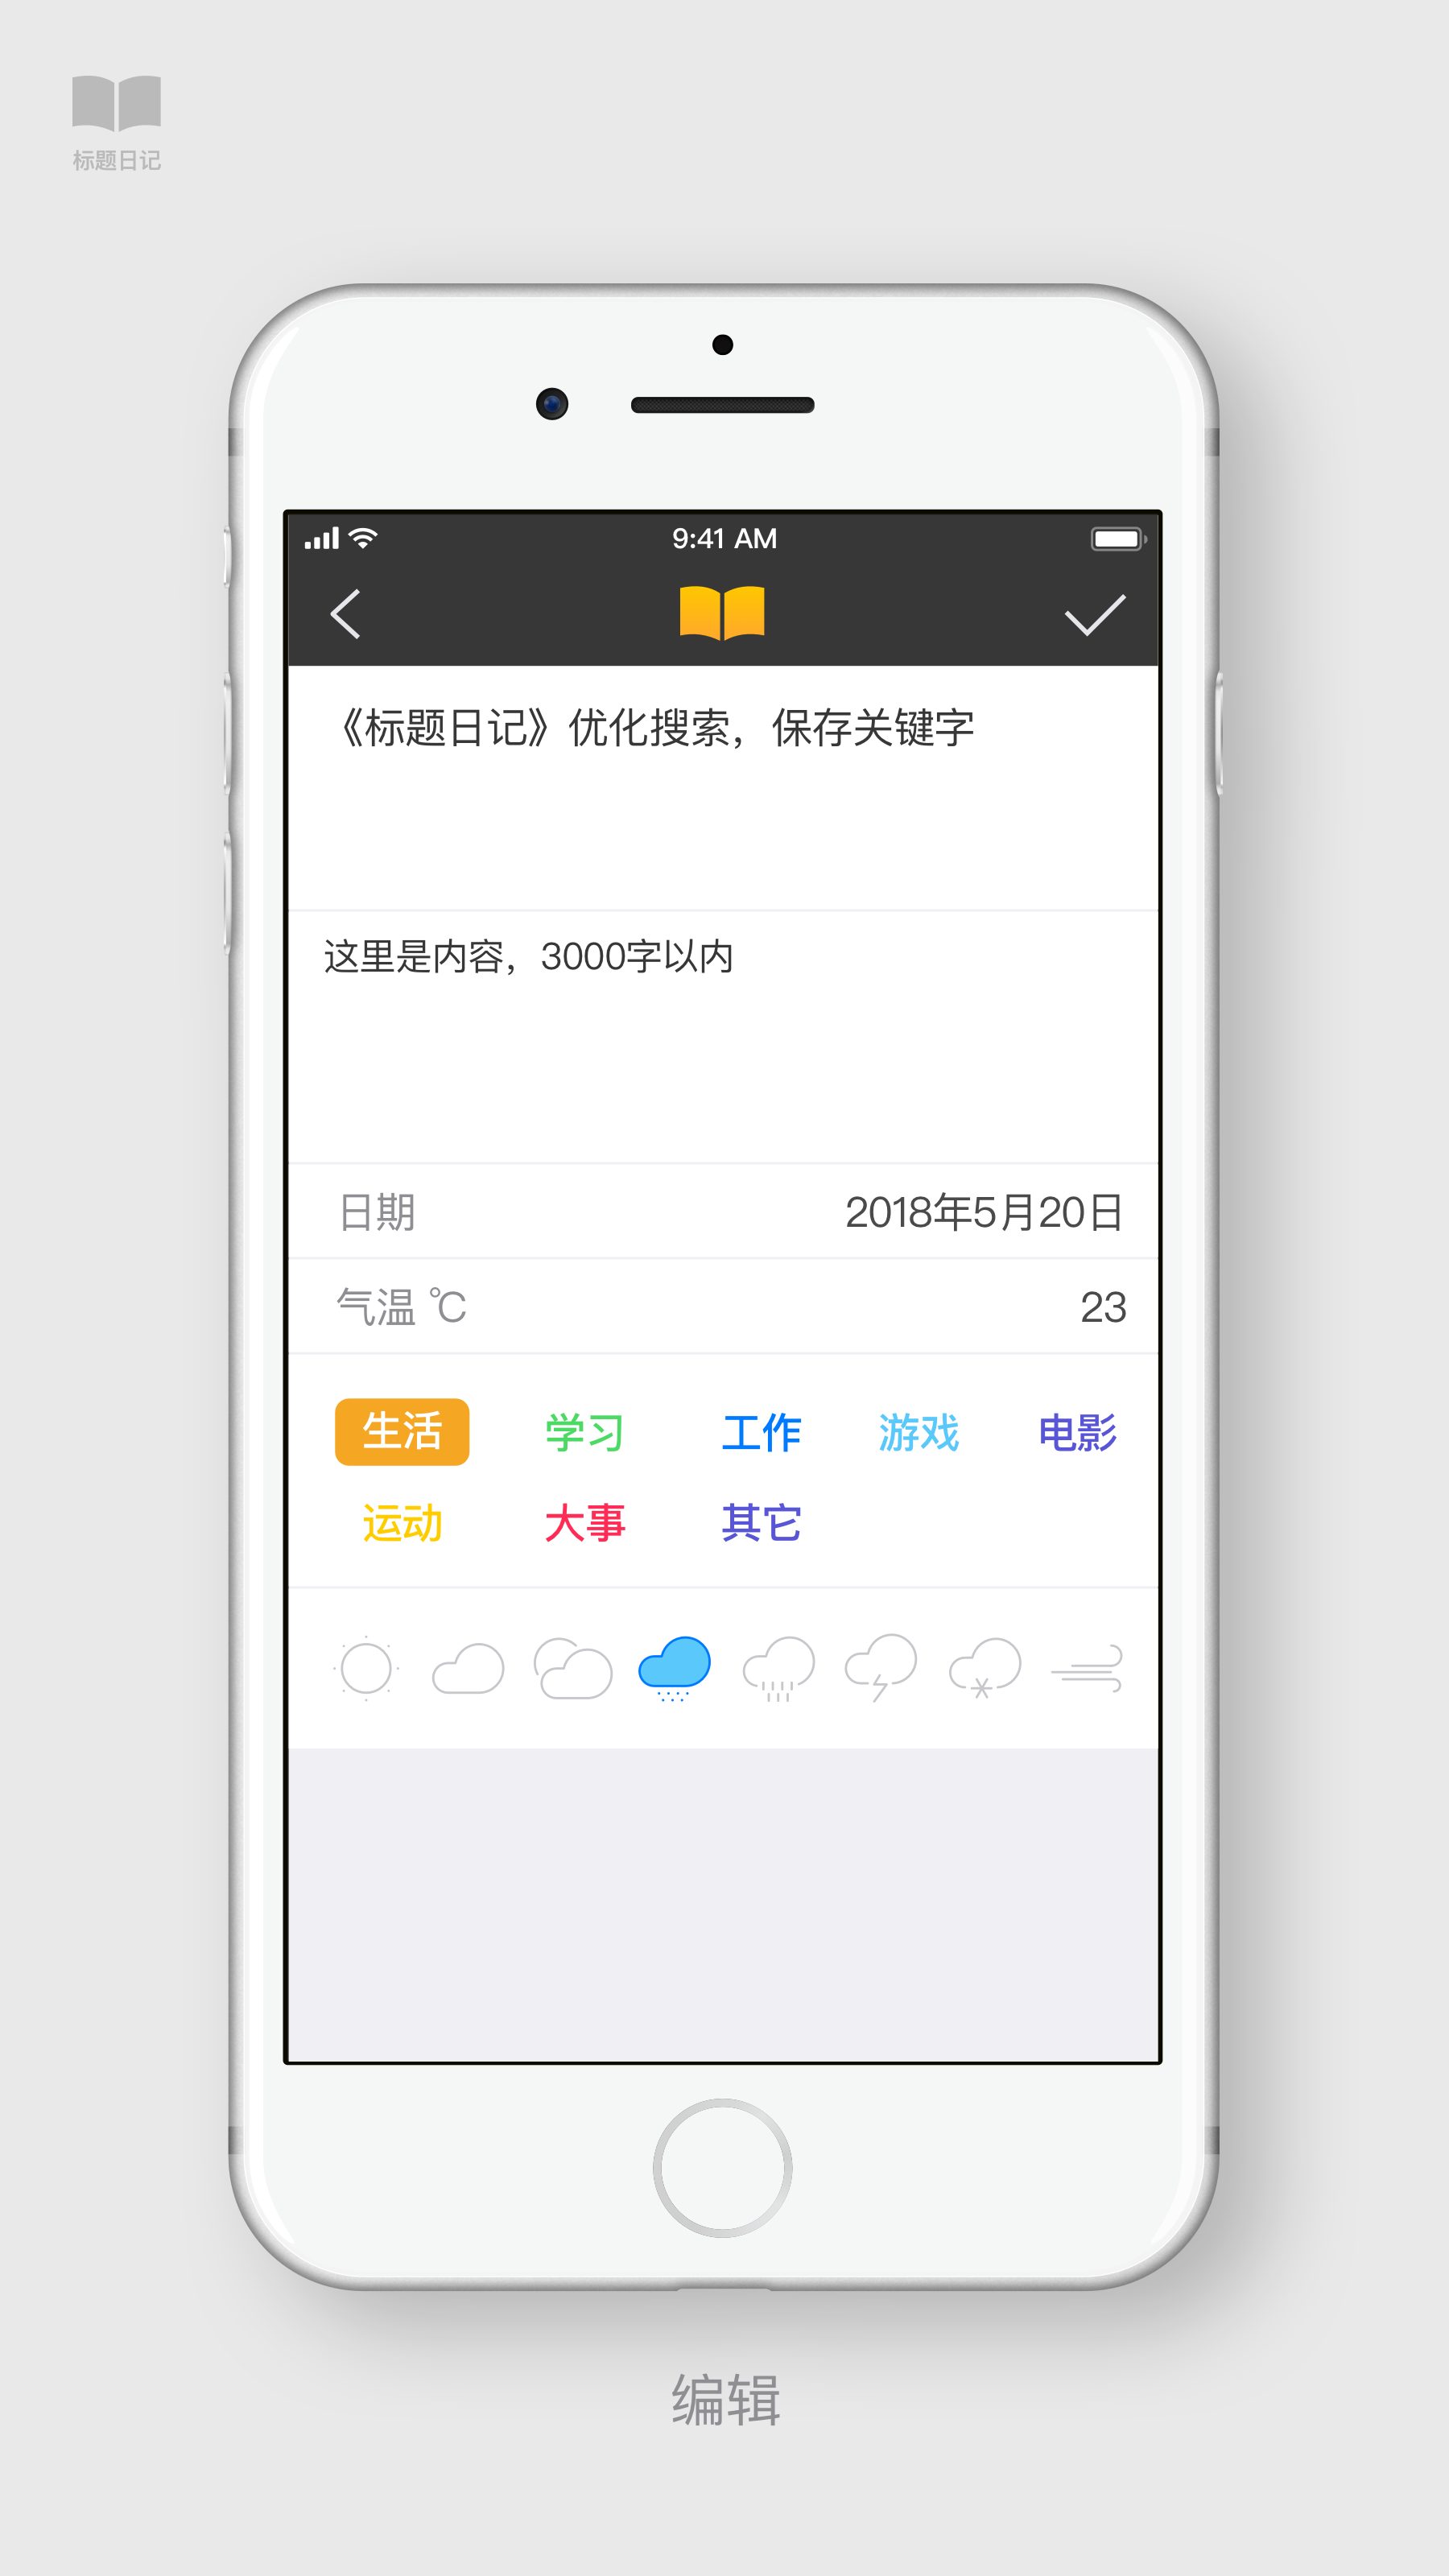 标题日记
9:41 AM
《标题日记》优化搜索，保存关键字
这里是内容，3000字以内
日期 2018年5月20日
气温 ℃ 23
生活 学习 工作 游戏 电影
运动 大事 其它
编辑